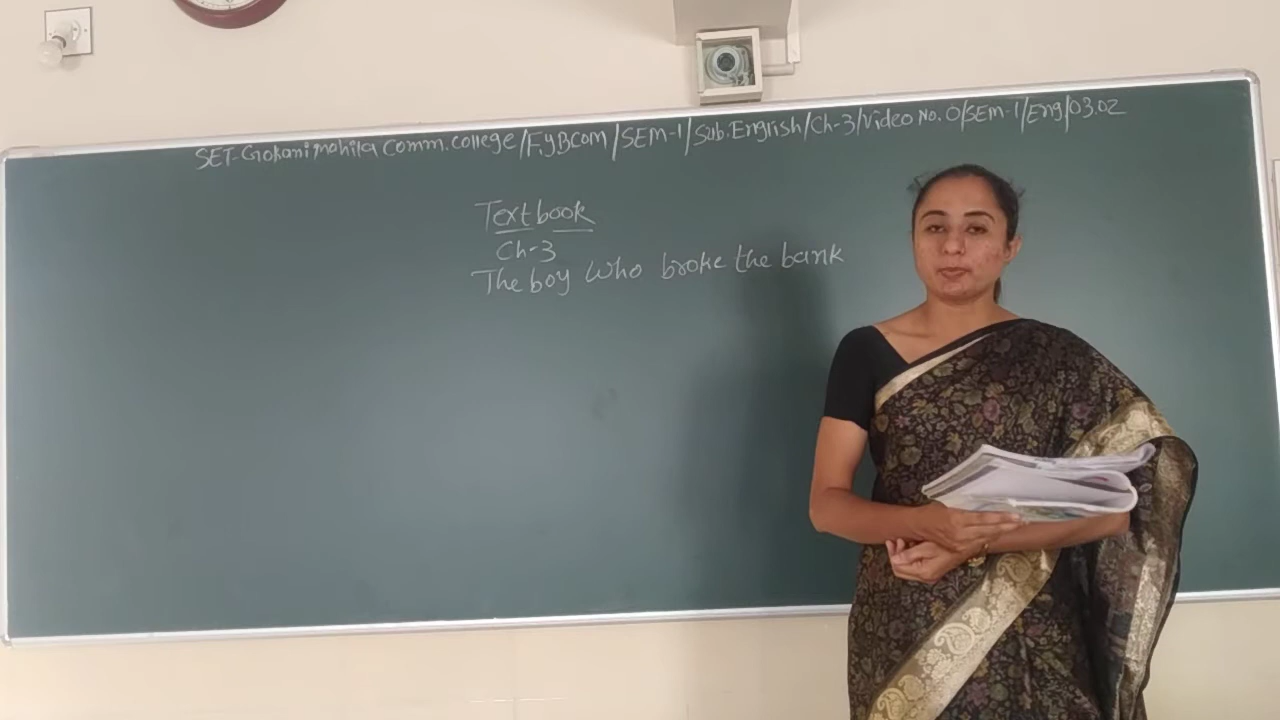 SET-Gokani mahila Comm. College/F.yBcom/SEM-1/Sub.English/Ch-3/Video No. 0/SEm-1/Eng/03.02
Textbook
Ch-3
The boy who broke the bank